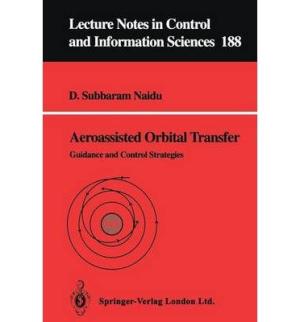 Lecture Notes in Control
and Information Sciences 188
D. Subbaram Naidu
Aeroassisted Orbital Transfer
Guidance and Control Strategies
Springer-Verlag London Ltd.